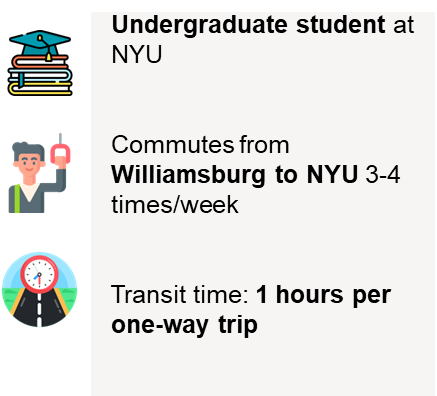 Undergraduate student at
NYU
Commutes from
Williamsburg to NYU 3-4
times/week
Transit time: 1 hours per
one-way trip